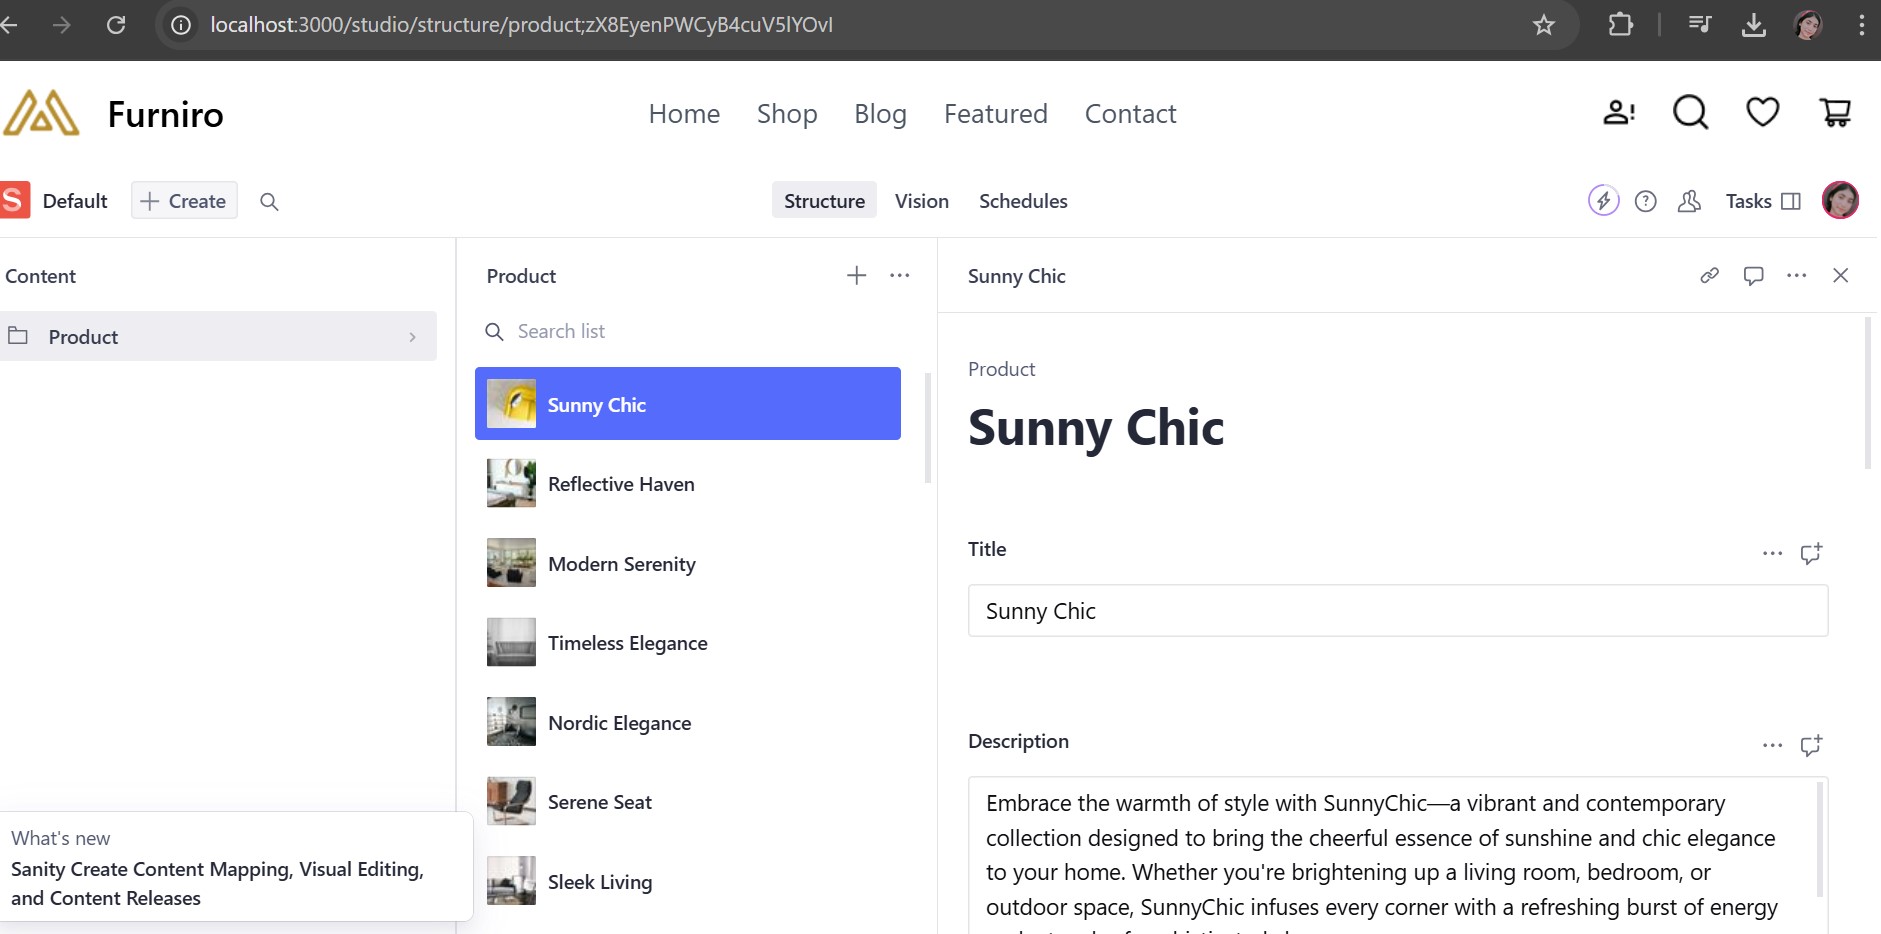 localhost:3000/studio/structure/product;zX8EyenPWCyB4cuV5lYOvI
Furniro
Home Shop Blog Featured Contact
S Default + Create
Structure Vision Schedules
Tasks
Content
Product
Product
Search list
Sunny Chic
Reflective Haven
Modern Serenity
Timeless Elegance
Nordic Elegance
Serene Seat
Sleek Living
Sunny Chic
Product
Sunny Chic
Title
Sunny Chic
Description
Embrace the warmth of style with SunnyChic—a vibrant and contemporary
collection designed to bring the cheerful essence of sunshine and chic elegance
to your home. Whether you're brightening up a living room, bedroom, or
outdoor space, SunnyChic infuses every corner with a refreshing burst of energy
What's new
Sanity Create Content Mapping, Visual Editing,
and Content Releases